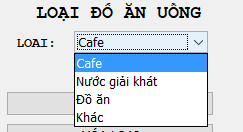 LOẠI ĐỒ ĂN UỐNG
LOẠI: Cafe
Cafe
Nước giải khát
Đồ ăn
Khác